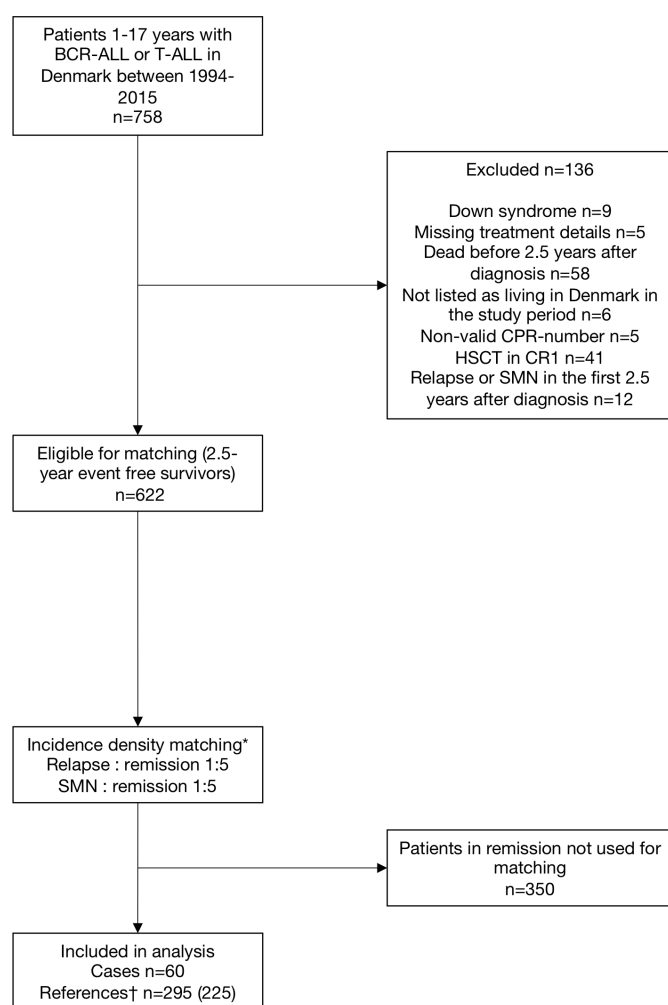 Patients 1-17 years with
BCR-ALL or T-ALL in
Denmark between 1994-
2015
n=758
Excluded n=136
Down syndrome n=9
Missing treatment details n=5
Dead before 2.5 years after
diagnosis n=58
Not listed as living in Denmark in
the study period n=6
Non-valid CPR-number n=5
HSCT in CR1 n=41
Relapse or SMN in the first 2.5
years after diagnosis n=12
Eligible for matching (2.5-
year event free survivors)
n=622
Incidence density matching*
Relapse : remission 1:5
SMN : remission 1:5
Patients in remission not used for
matching
n=350
Included in analysis
Cases n=60
References† n=295 (225)